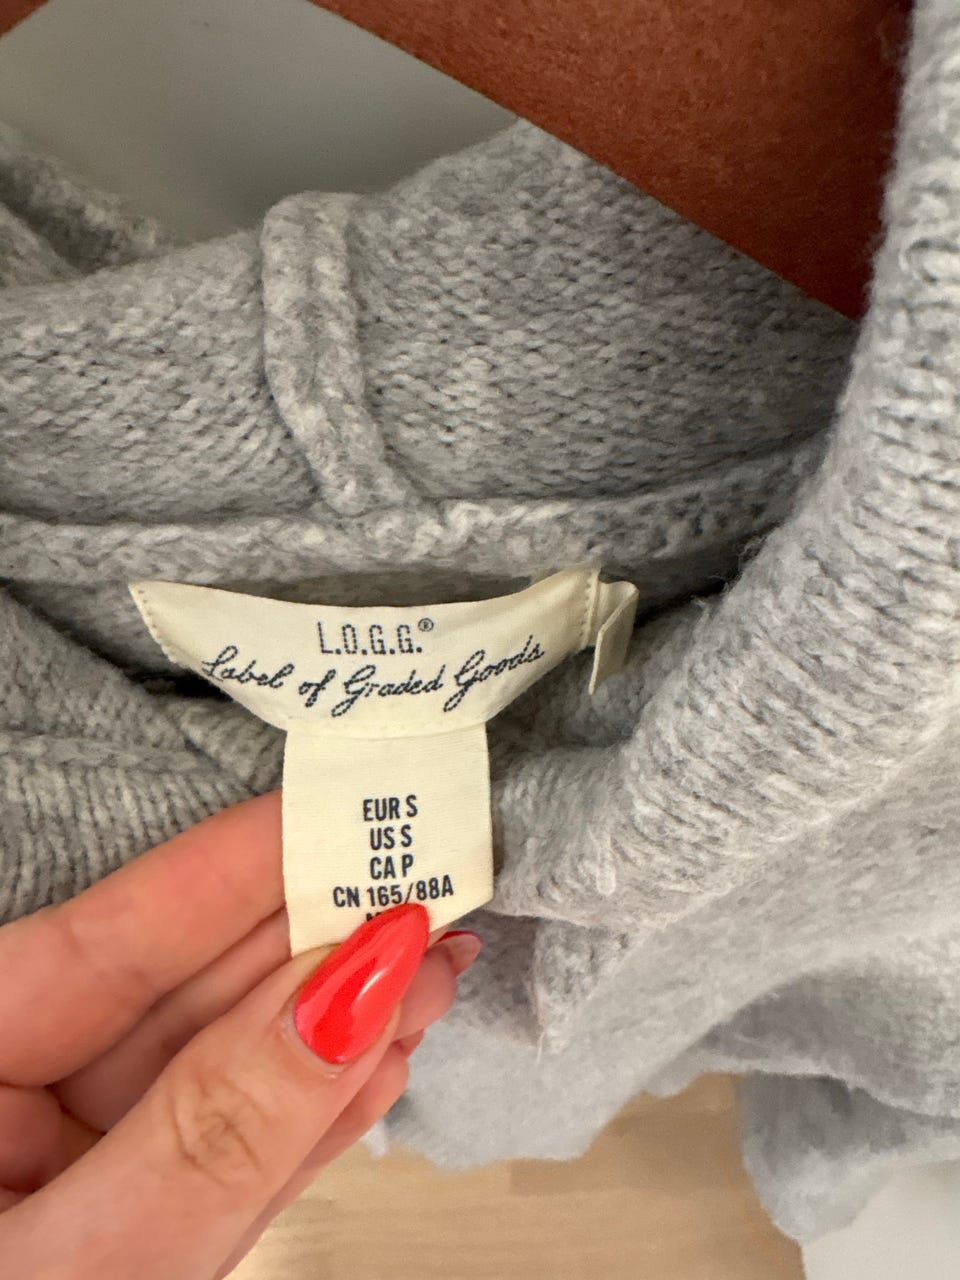 L.O.G.G.®
Label of Graded Goods
EUR S
US S
CA P
CN 165/88A